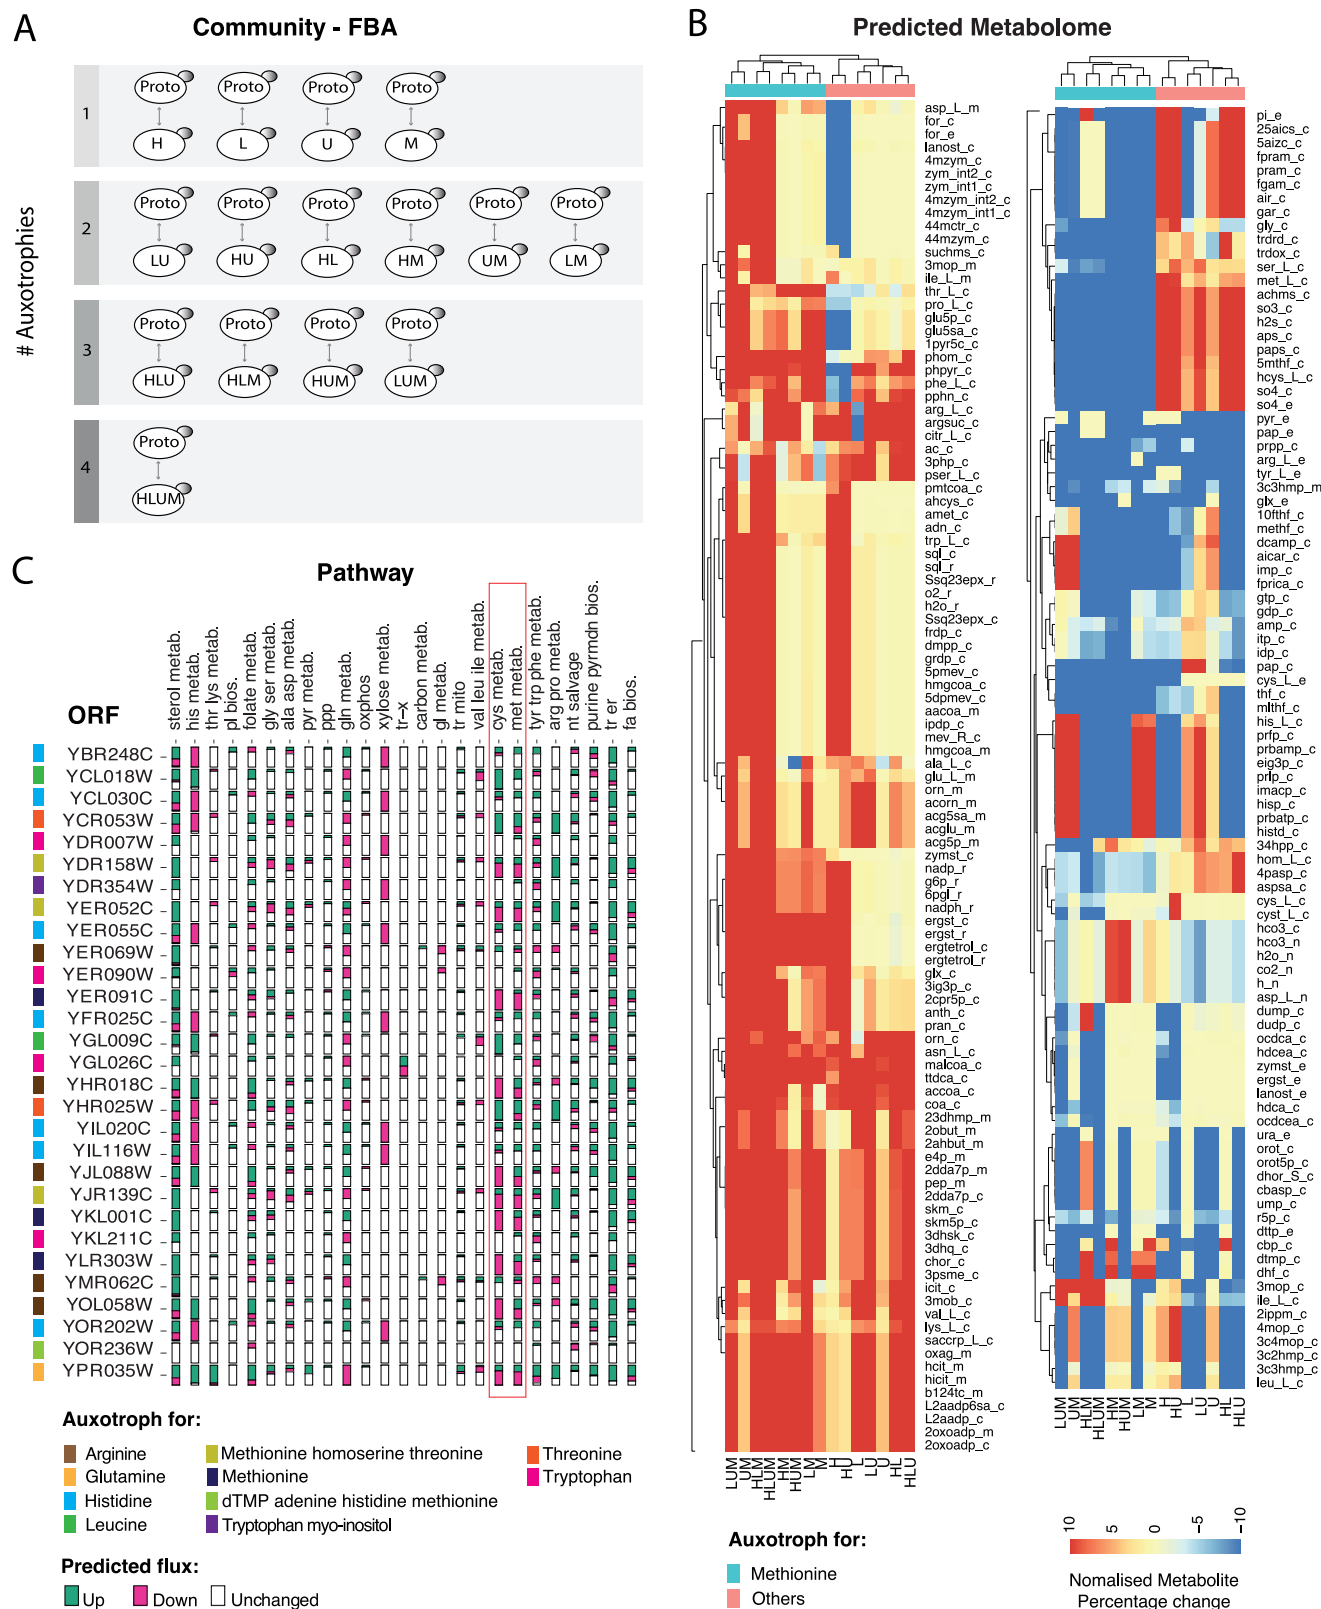 A
Community - FBA
# Auxotrophies
1
Proto
Proto
Proto
Proto
H
L
U
M
2
Proto
Proto
Proto
Proto
Proto
Proto
LU
HU
HL
HM
UM
LM
3
Proto
Proto
Proto
Proto
HLU
HLM
HUM
LUM
4
Proto
HLUM
B
Predicted Metabolome
asp_L_m
for_c
for_e
lanost_c
4mzym_c
zym_int2_c
zym_int1_c
4mzym_int2_c
4mzym_int1_c
44mctr_c
44mzym_c
suchms_c
3mop_m
ile_L_m
thr_L_c
pro_L_c
glu5p_c
glu5sa_c
1pyr5c_c
phom_c
phpyr_c
phe_L_c
pphn_c
arg_L_c
argsuc_c
citr_L_c
ac_c
3php_c
pser_L_c
pmtcoa_c
ahcys_c
amet_c
adn_c
trp_L_c
sql_c
sql_r
Ssq23epx_r
o2_r
h2o_r
Ssq23epx_c
frdp_c
dmpp_c
grdp_c
5pmev_c
hmgcoa_c
5dpmev_c
aacoa_m
ipdp_c
mev_R_c
hmgcoa_m
ala_L_c
glu_L_m
orn_m
acorn_m
acg5sa_m
acglu_m
acg5p_m
zymst_c
nadp_r
g6p_r
6pgl_r
nadph_r
ergst_c
ergst_r
ergtetrol_c
ergtetrol_r
glx_c
3ig3p_c
2cpr5p_c
anth_c
pran_c
orn_c
asn_L_c
malcoa_c
ttdca_c
accoa_c
coa_c
23dhmp_m
2obut_m
2ahbut_m
e4p_m
2dda7p_m
pep_m
2dda7p_c
skm_c
skm5p_c
3dhsk_c
3dhq_c
chor_c
3psme_c
icit_c
3mob_c
val_L_c
lys_L_c
saccrp_L_c
oxag_m
hcit_m
hicit_m
b124tc_m
L2aadp6sa_c
L2aadp_c
2oxoadp_m
2oxoadp_c
LUM
UM
HLM
HLUM
HM
HUM
LM
M
H
HU
L
LU
U
HL
HLU
pi_e
25aics_c
5aizc_c
fpram_c
pram_c
fgam_c
air_c
gar_c
gly_c
trdrd_c
trdox_c
ser_L_c
met_L_c
achms_c
so3_c
h2s_c
aps_c
paps_c
5mthf_c
hcys_L_c
so4_c
so4_e
pyr_e
pap_e
prpp_c
arg_L_e
tyr_L_e
3c3hmp_m
glx_e
10fthf_c
methf_c
dcamp_c
aicar_c
imp_c
fprica_c
gtp_c
gdp_c
amp_c
itp_c
idp_c
pap_c
cys_L_e
thf_c
mlthf_c
his_L_c
prfp_c
prbamp_c
eig3p_c
prlp_c
imacp_c
hisp_c
prbatp_c
histd_c
34hpp_c
hom_L_c
4pasp_c
aspsa_c
cys_L_c
cyst_L_c
hco3_c
hco3_n
h2o_n
co2_n
h_n
asp_L_n
dump_c
dudp_c
ocdca_c
hdcea_c
zymst_e
ergst_e
lanost_e
hdca_c
ocdcea_c
ura_e
orot_c
orot5p_c
dhor_S_c
cbasp_c
ump_c
r5p_c
dttp_e
cbp_c
dtmp_c
dhf_c
3mop_c
ile_L_c
2ippm_c
4mop_c
3c4mop_c
3c2hmp_c
3c3hmp_c
leu_L_c
LUM
UM
HLM
HLUM
HM
HUM
LM
M
H
HU
L
LU
U
HL
HLU
Auxotroph for:
Methionine
Others
10
5
0
-5
-10
Nomalised Metabolite
Percentage change
C
Pathway
ORF
sterol metab.
his metab.
thr lys metab.
pl bios.
folate metab.
gly ser metab.
ala asp metab.
pyr metab.
ppp
gln metab.
oxphos
xylose metab.
tr-x
carbon metab.
gl metab.
tr mito
val leu ile metab.
cys metab.
met metab.
tyr trp phe metab.
arg pro metab.
nt salvage
purine pyrmdn bios.
tr er
fa bios.
YBR248C
YCL018W
YCL030C
YCR053W
YDR007W
YDR158W
YDR354W
YER052C
YER055C
YER069W
YER090W
YER091C
YFR025C
YGL009C
YGL026C
YHR018C
YHR025W
YIL020C
YIL116W
YJL088W
YJR139C
YKL001C
YKL211C
YLR303W
YMR062C
YOL058W
YOR202W
YOR236W
YPR035W
Auxotroph for:
Arginine
Methionine homoserine threonine
Threonine
Glutamine
Methionine
Tryptophan
Histidine
dTMP adenine histidine methionine
Leucine
Tryptophan myo-inositol
Predicted flux:
Up
Down
Unchanged